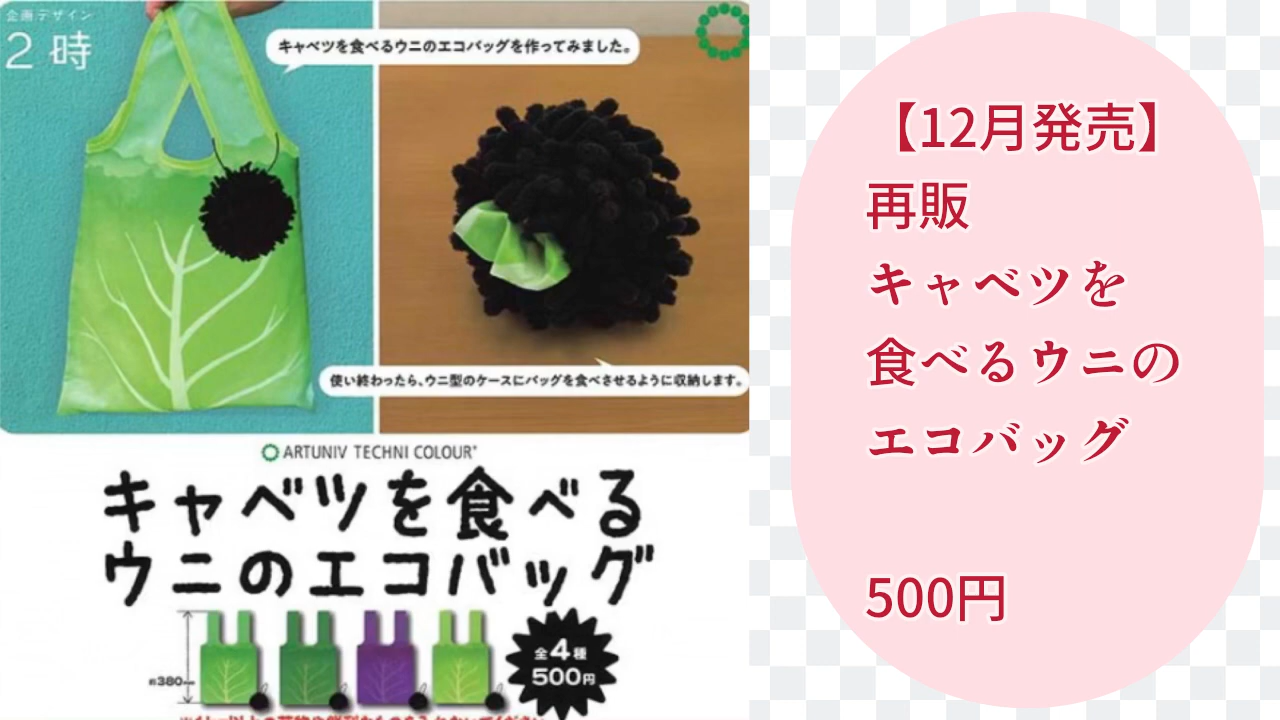 企画デザイン
2時
キャベツを食べるウニのエコバッグを作ってみました。
使い終わったら、ウニ型のケースにバッグを食べさせるように収納します。
ARTUNIV TECHNI COLOUR
キャベツを食べる
ウニのエコバッグ
全4種
500円
約380mm
【12月発売】
再販
キャベツを
食べるウニの
エコバッグ
500円